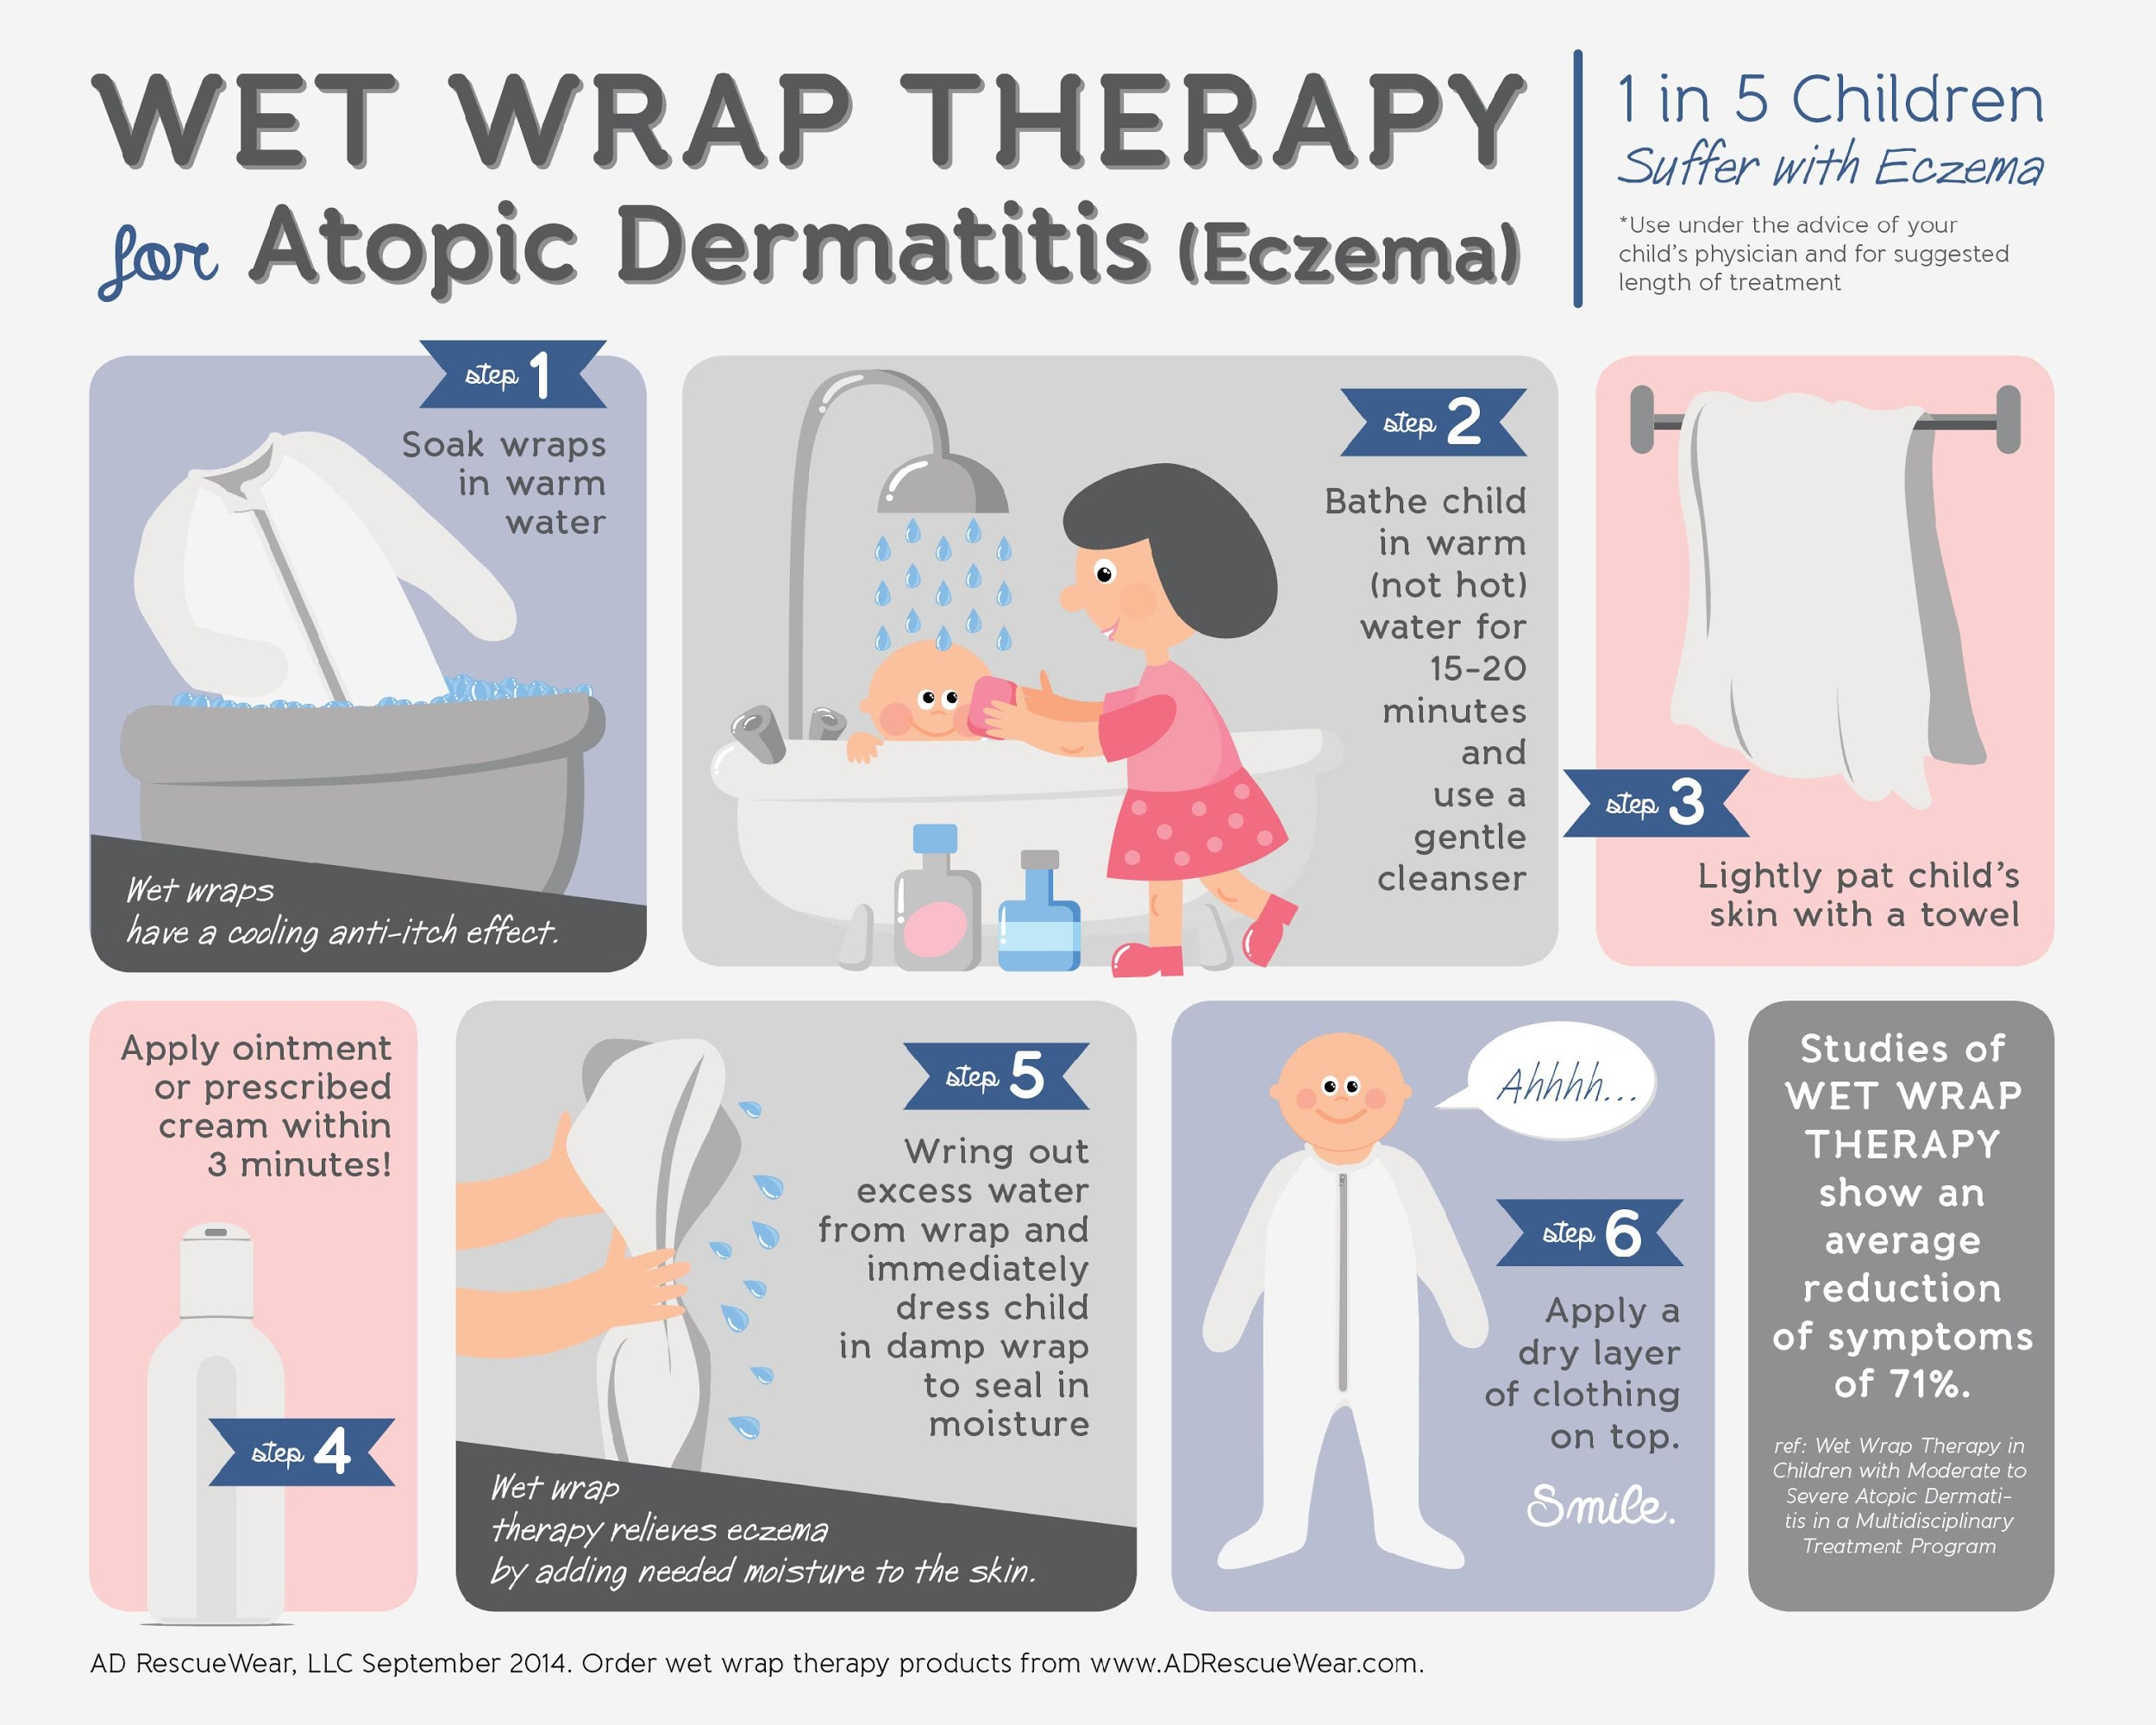 WET WRAP THERAPY
for Atopic Dermatitis (Eczema)
1 in 5 Children
Suffer with Eczema
*Use under the advice of your
child's physician and for suggested
length of treatment
step 1
Soak wraps
in warm
water
Wet wraps
have a cooling anti-itch effect.
step 2
Bathe child
in warm
(not hot)
water for
15-20
minutes
and
use a
gentle
cleanser
step 3
Lightly pat child's
skin with a towel
Apply ointment
or prescribed
cream within
3 minutes!
step 4
step 5
Wring out
excess water
from wrap and
immediately
dress child
in damp wrap
to seal in
moisture
Wet wrap
therapy relieves eczema
by adding needed moisture to the skin.
Ahhhh...
step 6
Apply a
dry layer
of clothing
on top.
Smile.
Studies of
WET WRAP
THERAPY
show an
average
reduction
of symptoms
of 71%.
ref: Wet Wrap Therapy in
Children with Moderate to
Severe Atopic Dermati-
tis in a Multidisciplinary
Treatment Program
AD RescueWear, LLC September 2014. Order wet wrap therapy products from www.ADRescueWear.com.